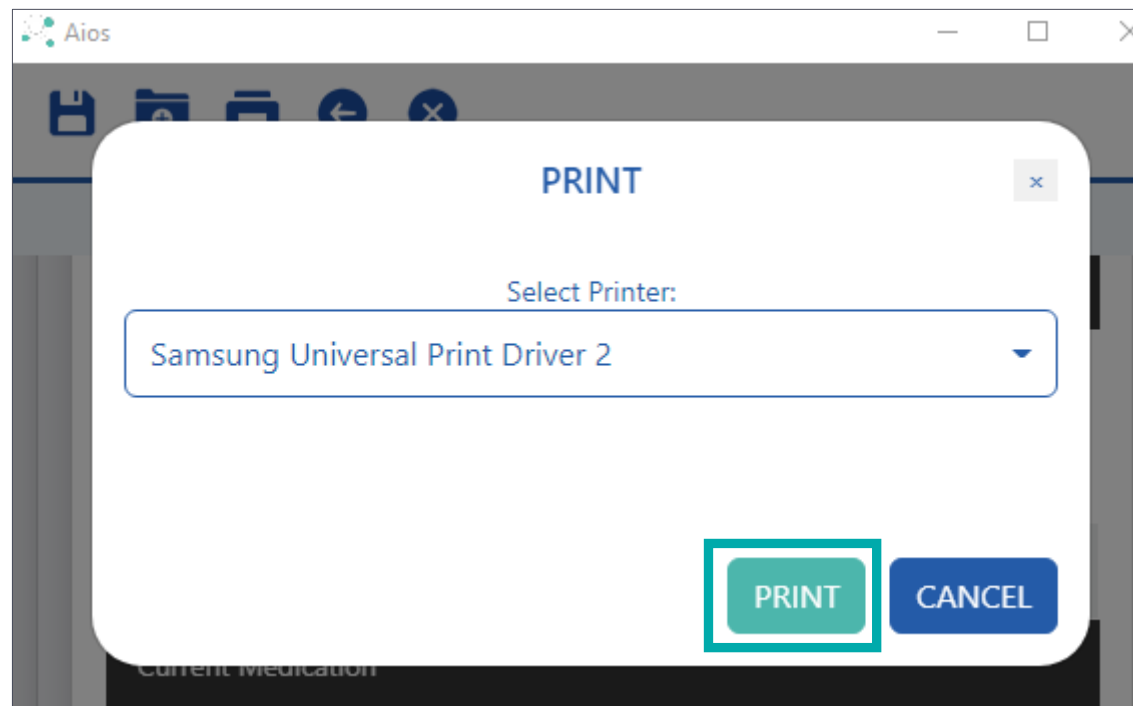 Aios
PRINT
Select Printer:
Samsung Universal Print Driver 2
PRINT
CANCEL
Current Medication